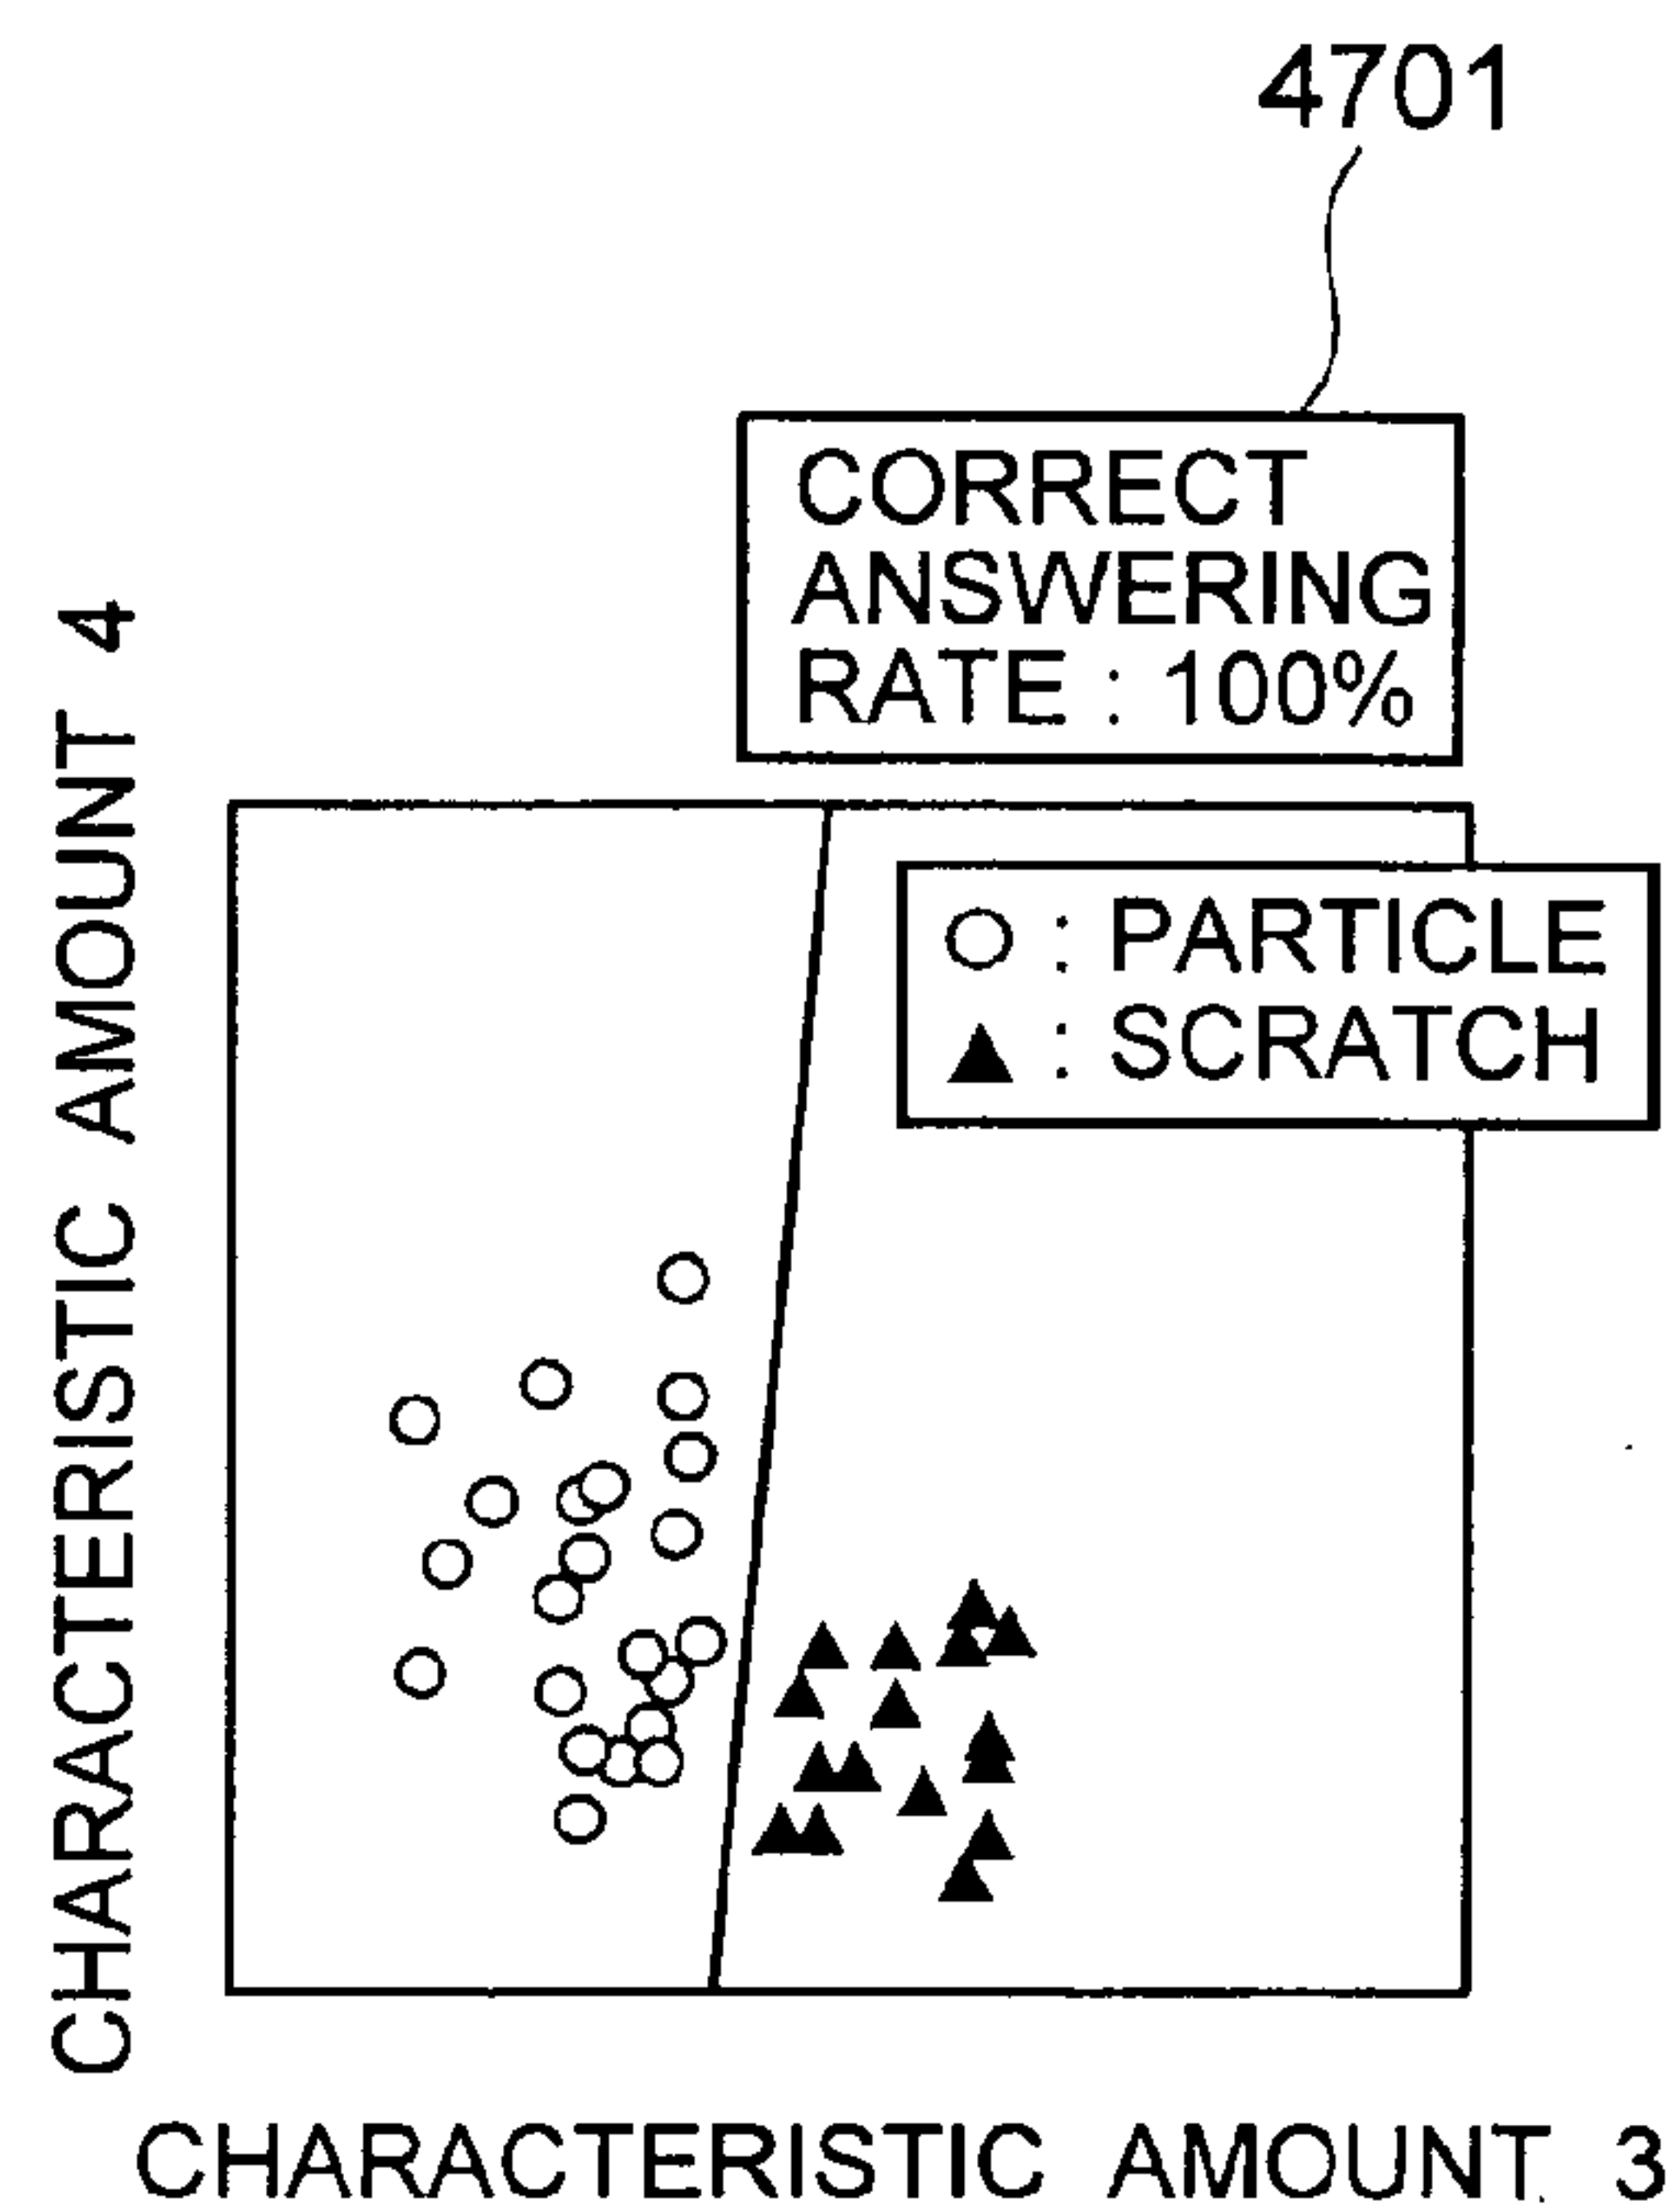 4701
CORRECT
ANSWERING
RATE : 100%
○ : PARTICLE
▲ : SCRATCH
CHARACTERISTIC AMOUNT 4
CHARACTERISTIC AMOUNT 3